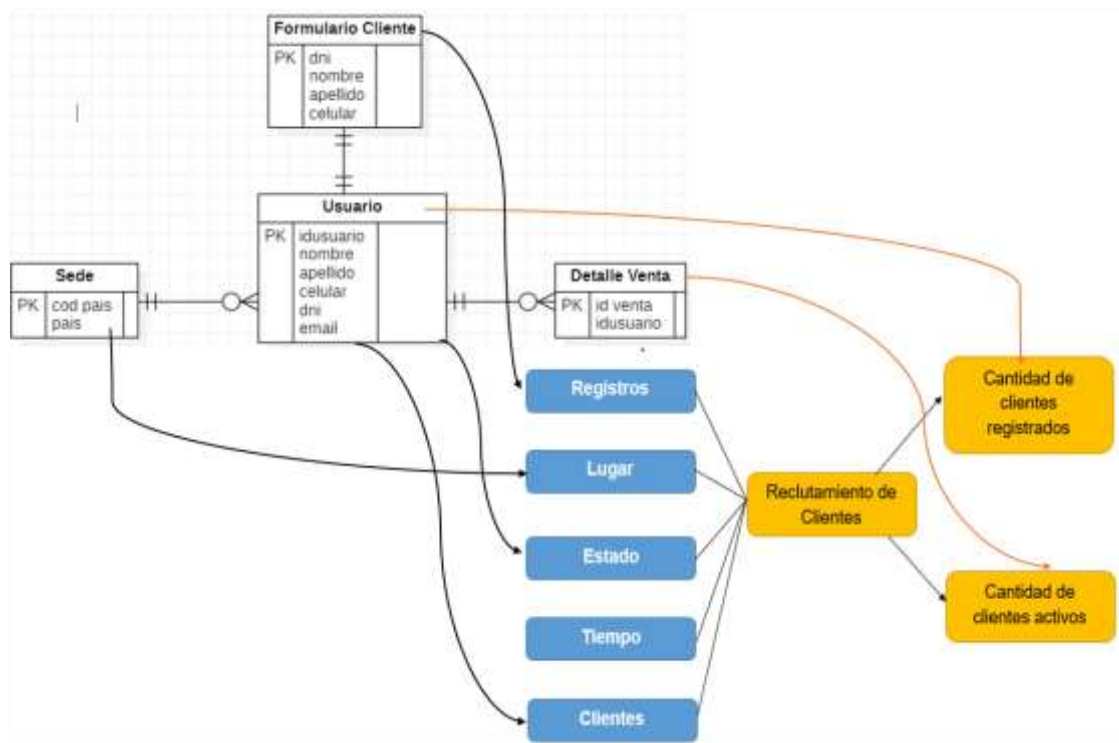 Formulario Cliente
PK dni
nombre
apellido
celular
Usuario
PK idusuario
nombre
apellido
celular
dni
email
Sede
PK cod pais
pais
Detalle Venta
PK id venta
idusuario
Registros
Lugar
Estado
Tiempo
Clientes
Reclutamiento de
Clientes
Cantidad de
clientes
registrados
Cantidad de
clientes activos